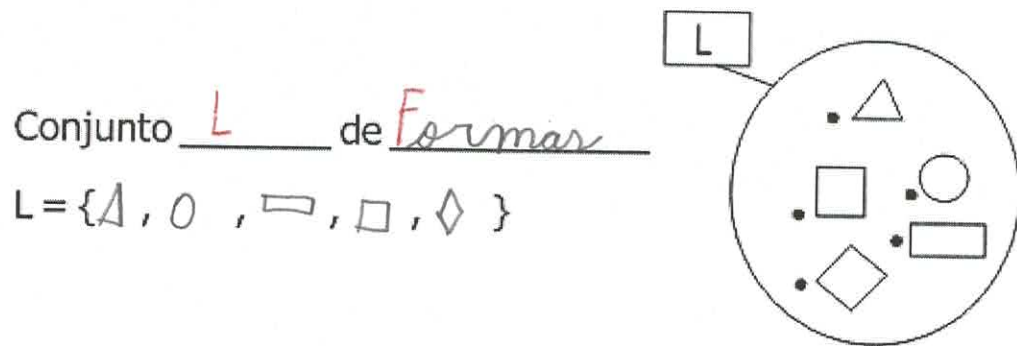 L
Conjunto L de Formas
L = {△, O, ▭, □, ◊ }